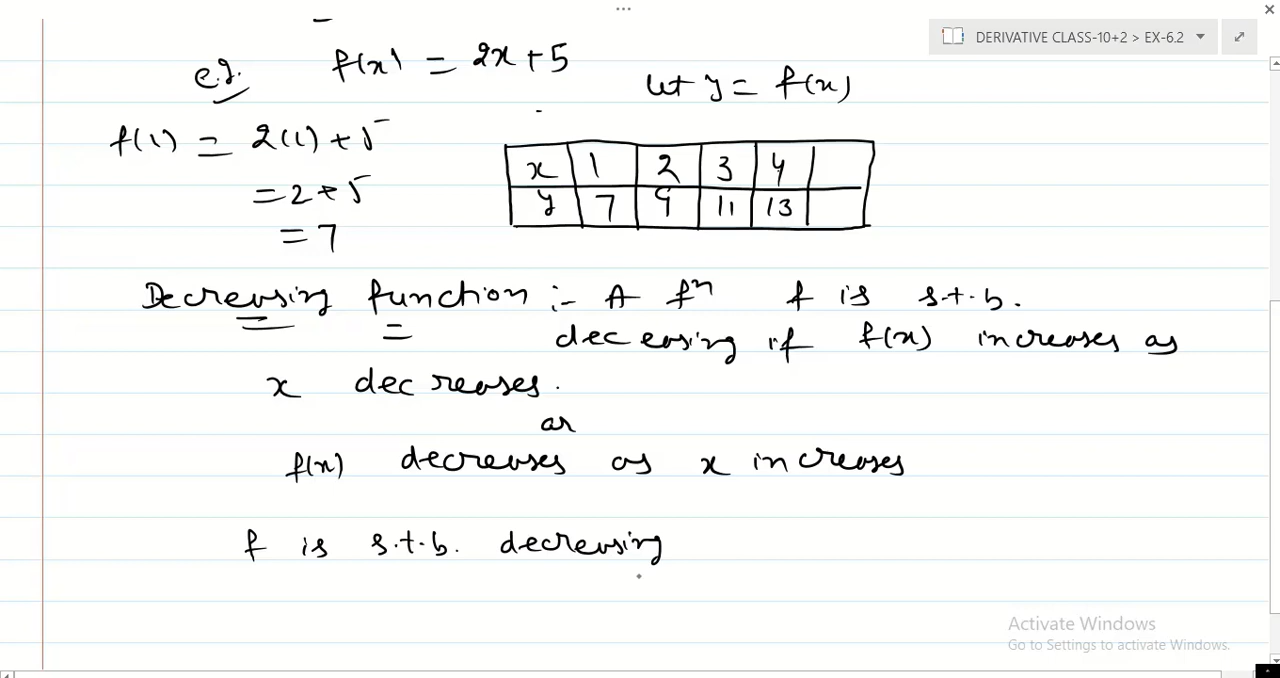 DERIVATIVE CLASS-10+2 > EX-6.2
e.g. f(x) = 2x + 5
let y = f(x)
f(1) = 2(1) + 5
= 2 + 5
= 7
x 1 2 3 4
y 7 9 11 13
Decreasing function :- A fn f is s.t.b.
deceasing if f(x) increases as
x decreases.
or
f(x) decreases as x increases
f is s.t.b. decreasing
Activate Windows
Go to Settings to activate Windows.